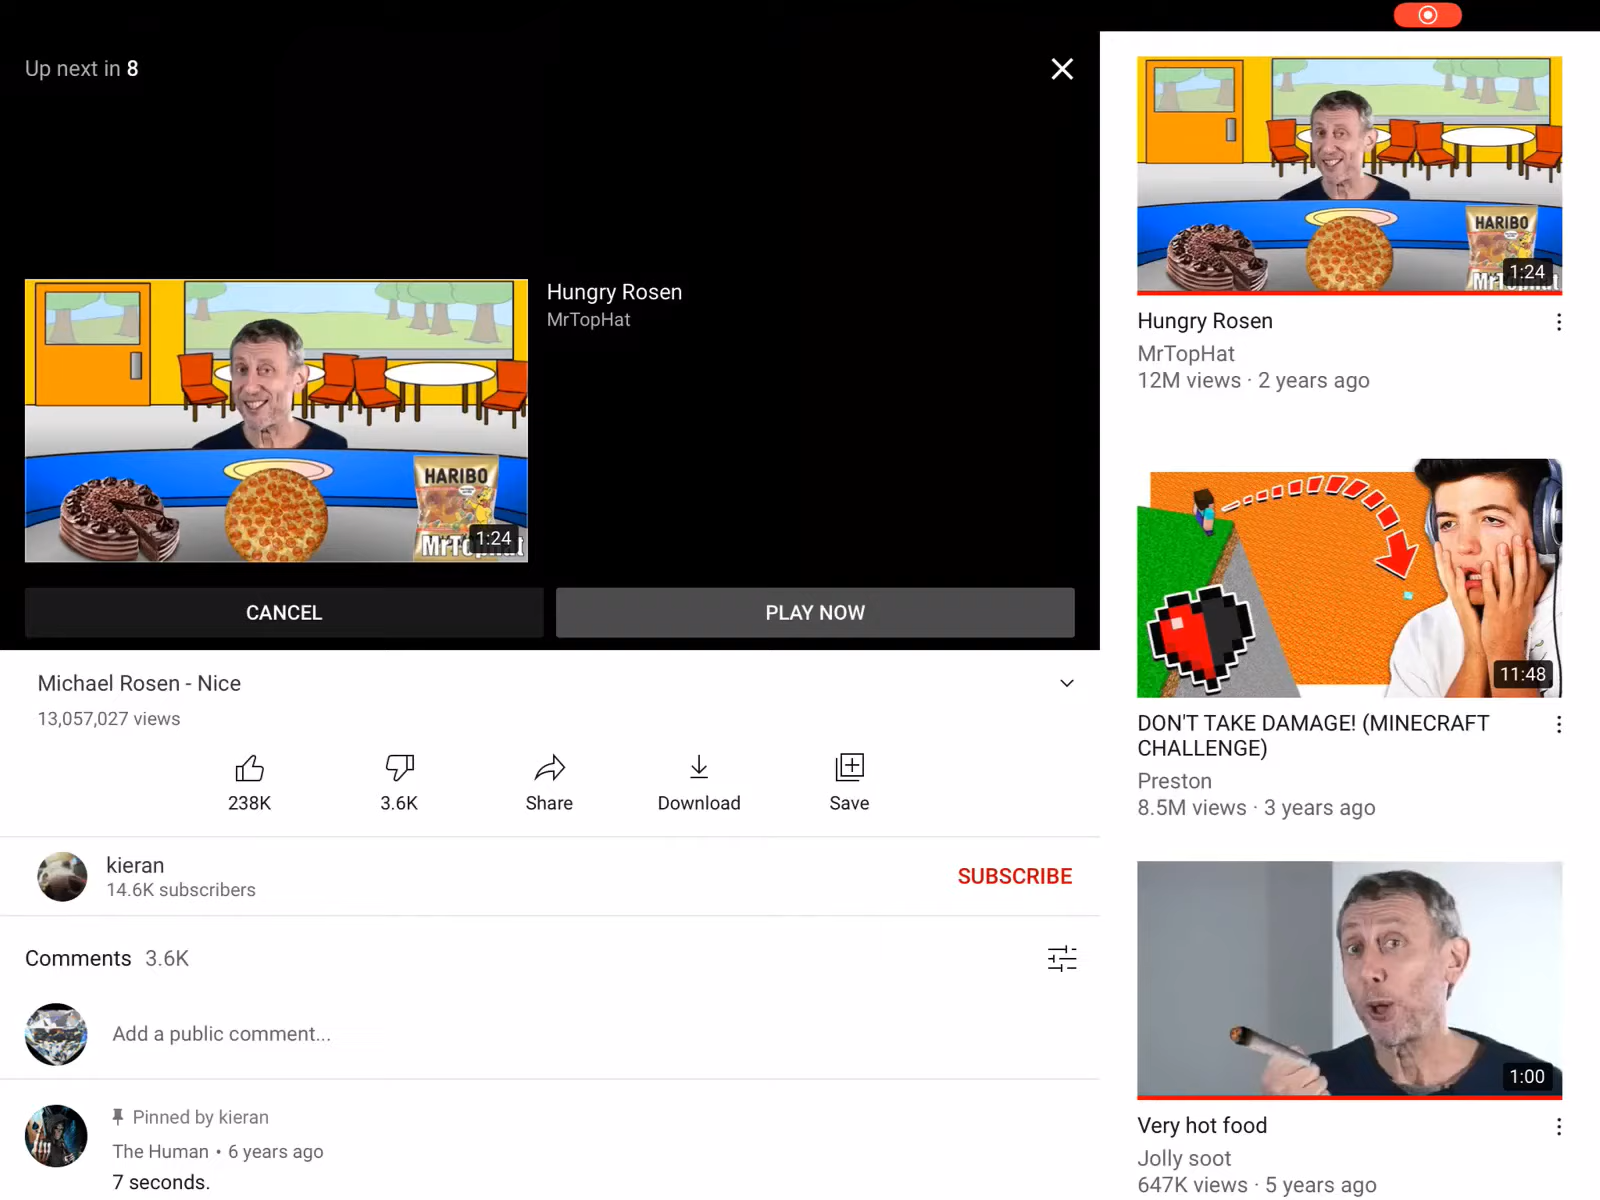 Up next in 8
HARIBO
1:24
Hungry Rosen
MrTopHat
CANCEL
PLAY NOW
Michael Rosen - Nice
13,057,027 views
238K
3.6K
Share
Download
Save
kieran
14.6K subscribers
SUBSCRIBE
Comments 3.6K
Add a public comment...
Pinned by kieran
The Human • 6 years ago
7 seconds.
HARIBO
1:24
Hungry Rosen
MrTopHat
12M views · 2 years ago
11:48
DON'T TAKE DAMAGE! (MINECRAFT
CHALLENGE)
Preston
8.5M views · 3 years ago
1:00
Very hot food
Jolly soot
647K views · 5 years ago